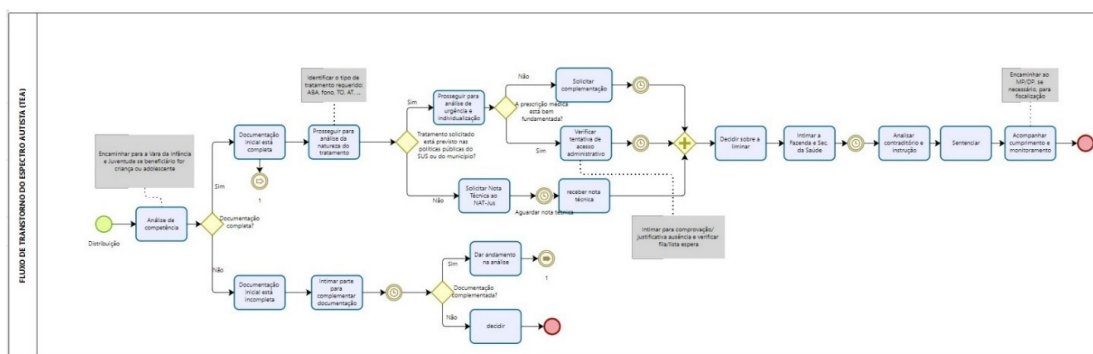 FLUXO DE TRANSTORNO DO ESPECTRO AUTISTA (TEA)
Encaminhar para a Vara da Infância
e Juventude se beneficiário for
criança ou adolescente
Distribuição
Análise de
competência
Documentação
completa?
Sim
Documentação
inicial está
completa
1
Identificar o tipo de
tratamento requerido:
ABA, fono, TO, AT, ...
Prosseguir para
análise da
natureza do
tratamento
Tratamento solicitado
está previsto nas
políticas públicas do
SUS ou do município?
Sim
Prosseguir para
análise de
urgência e
individualização
A prescrição médica
está bem
fundamentada?
Não
Solicitar
complementação
Sim
Verificar
tentativa de
acesso
administrativo
Intimar para comprovação/
justificativa ausência e verificar
fila/lista espera
Não
Solicitar Nota
Técnica ao
NAT-Jus
Aguardar nota técnica
receber nota
técnica
Decidir sobre a
liminar
Intimar a
Fazenda e Sec.
da Saúde
Analisar
contraditório e
instrução
Sentenciar
Encaminhar ao
MP/DP, se
necessário, para
fiscalização
Acompanhar
cumprimento e
monitoramento
Não
Documentação
inicial está
incompleta
Intimar parte
para
complementar
documentação
Documentação
complementada?
Sim
Dar andamento
na análise
1
Não
decidir